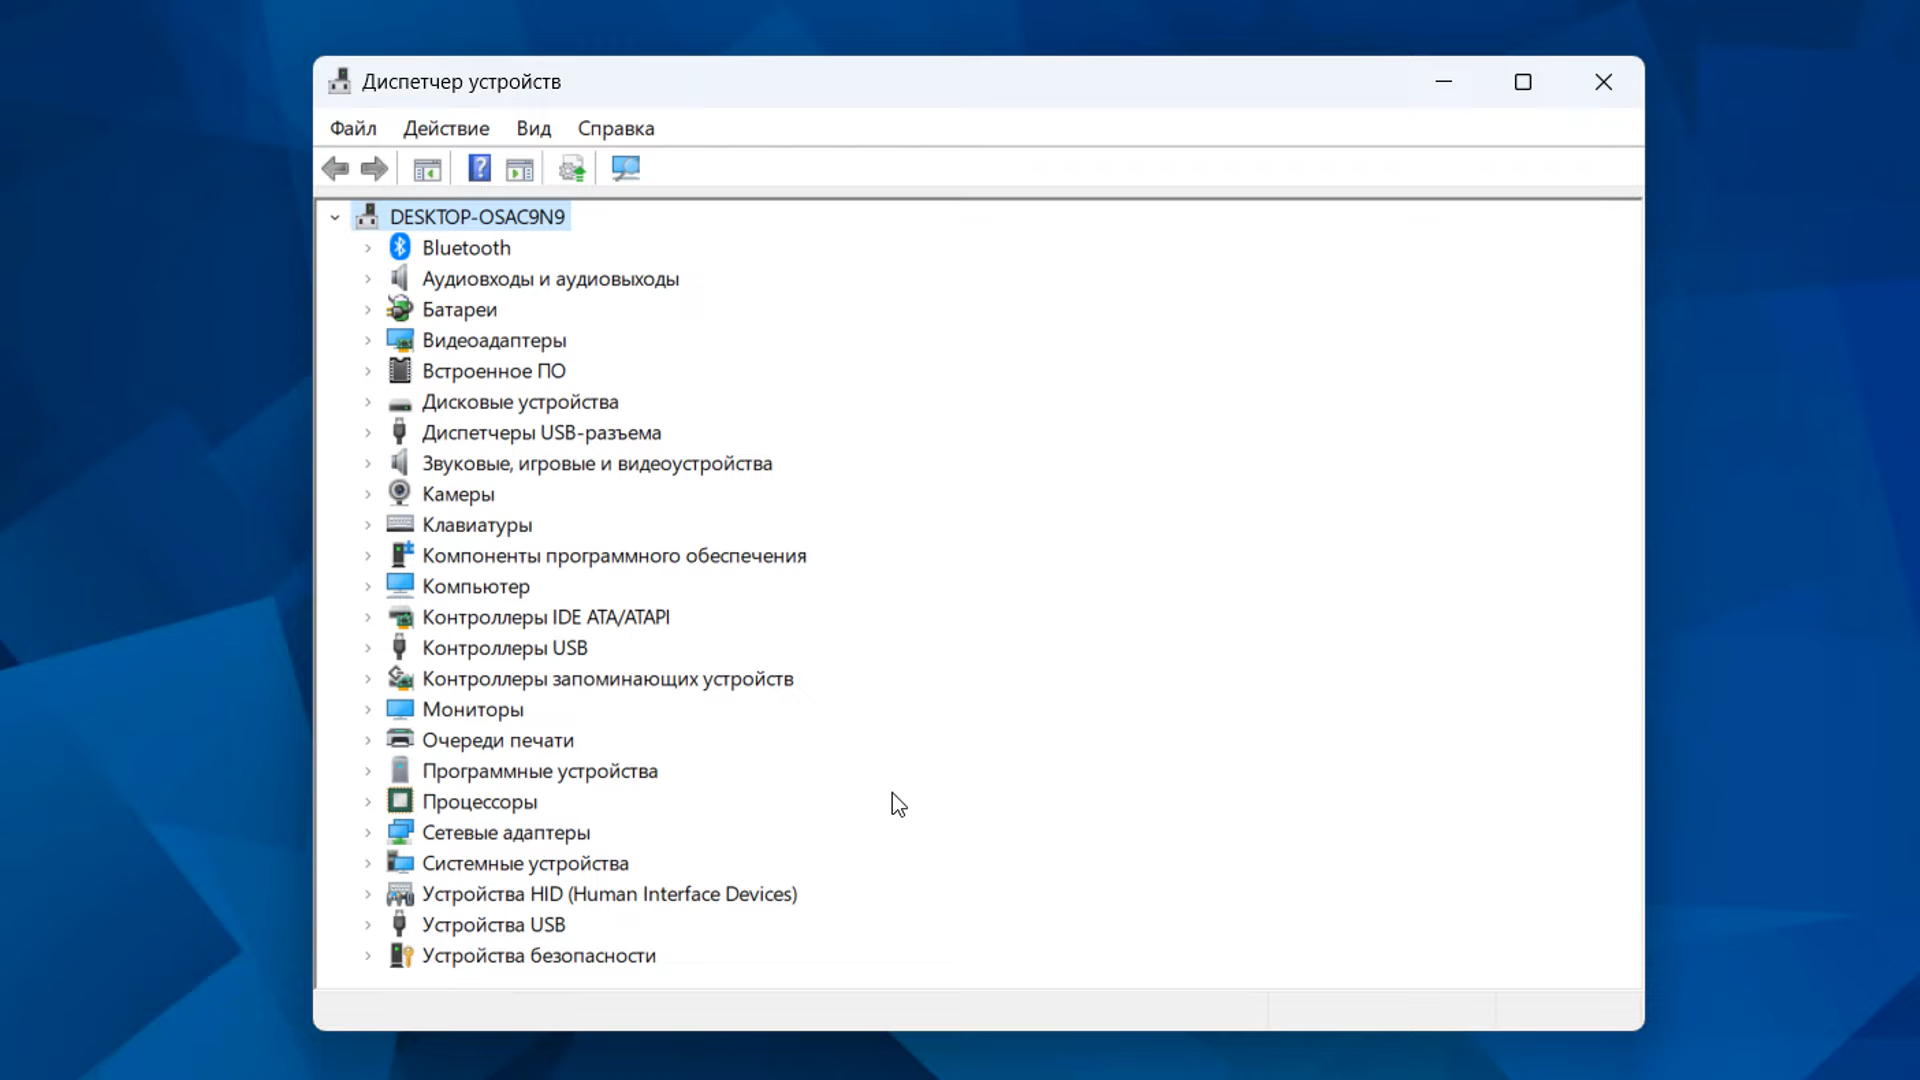 Диспетчер устройств
Файл Действие Вид Справка
DESKTOP-OSAC9N9
Bluetooth
Аудиовходы и аудиовыходы
Батареи
Видеоадаптеры
Встроенное ПО
Дисковые устройства
Диспетчеры USB-разъема
Звуковые, игровые и видеоустройства
Камеры
Клавиатуры
Компоненты программного обеспечения
Компьютер
Контроллеры IDE ATA/ATAPI
Контроллеры USB
Контроллеры запоминающих устройств
Мониторы
Очереди печати
Программные устройства
Процессоры
Сетевые адаптеры
Системные устройства
Устройства HID (Human Interface Devices)
Устройства USB
Устройства безопасности